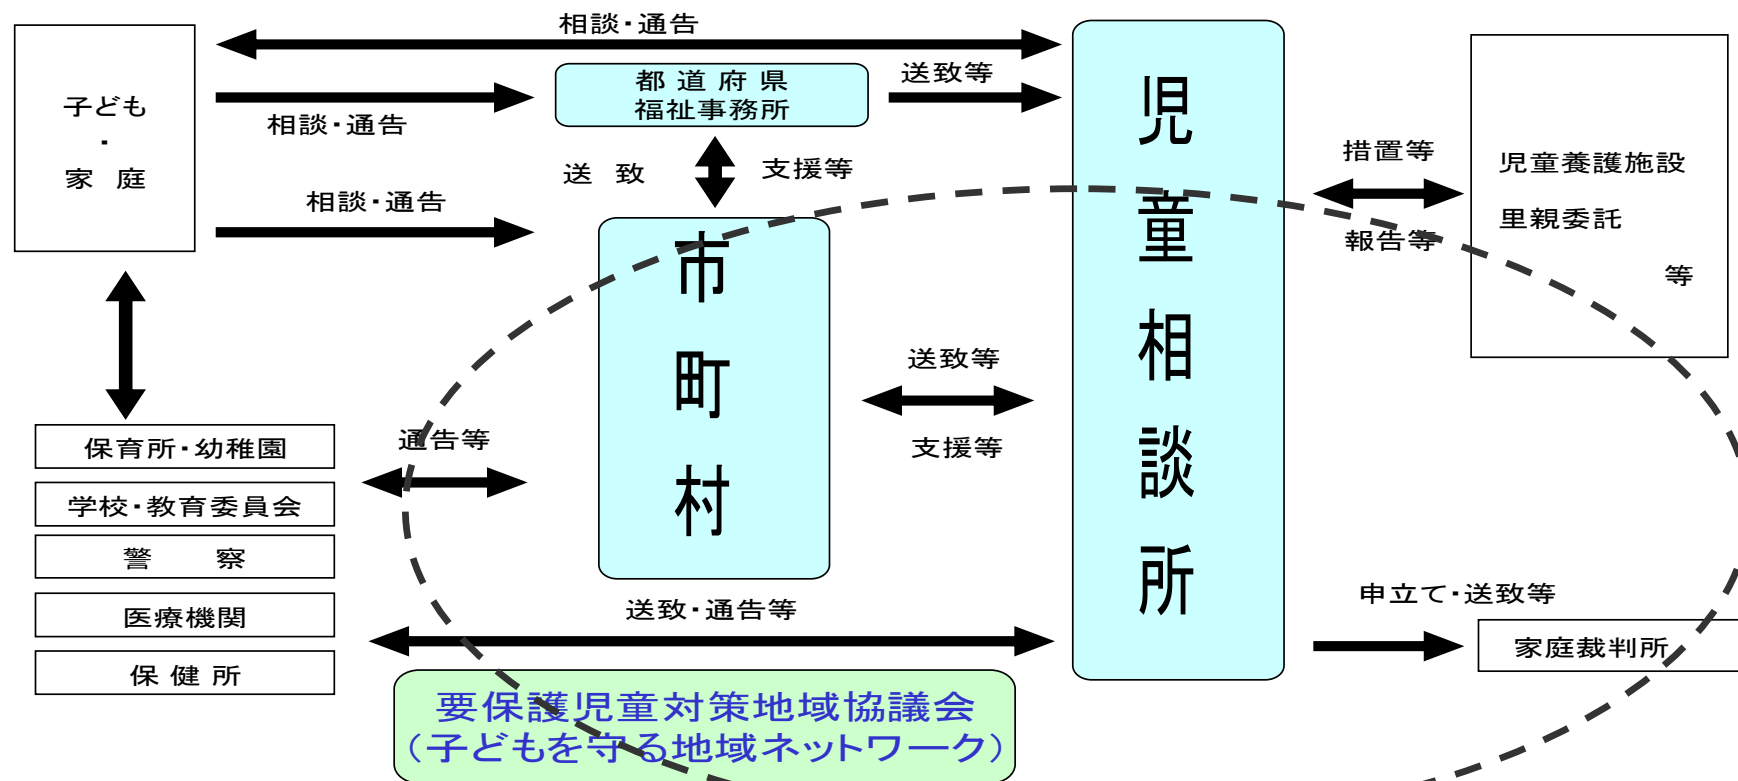 相談・通告
子ども
・
家 庭
都 道 府 県
福祉事務所
送致等
相談・通告
送 致
支援等
相談・通告
児童相談所
措置等
報告等
児童養護施設
里親委託
等
市町村
送致等
支援等
保育所・幼稚園
学校・教育委員会
警 察
医療機関
保 健 所
通告等
送致・通告等
申立て・送致等
家庭裁判所
要保護児童対策地域協議会
（子どもを守る地域ネットワーク）